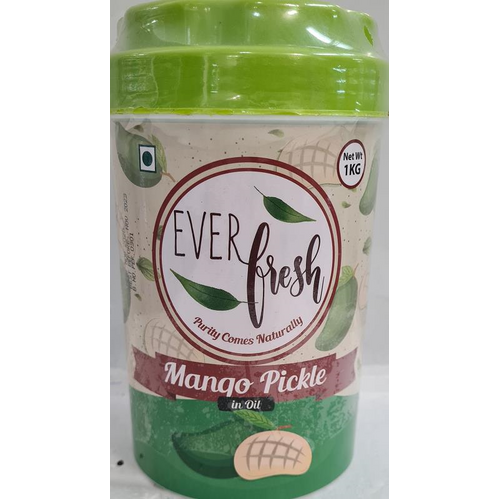 Net Wt
1KG
EVER
fresh
Purity Comes Naturally
Mango Pickle
in Oil